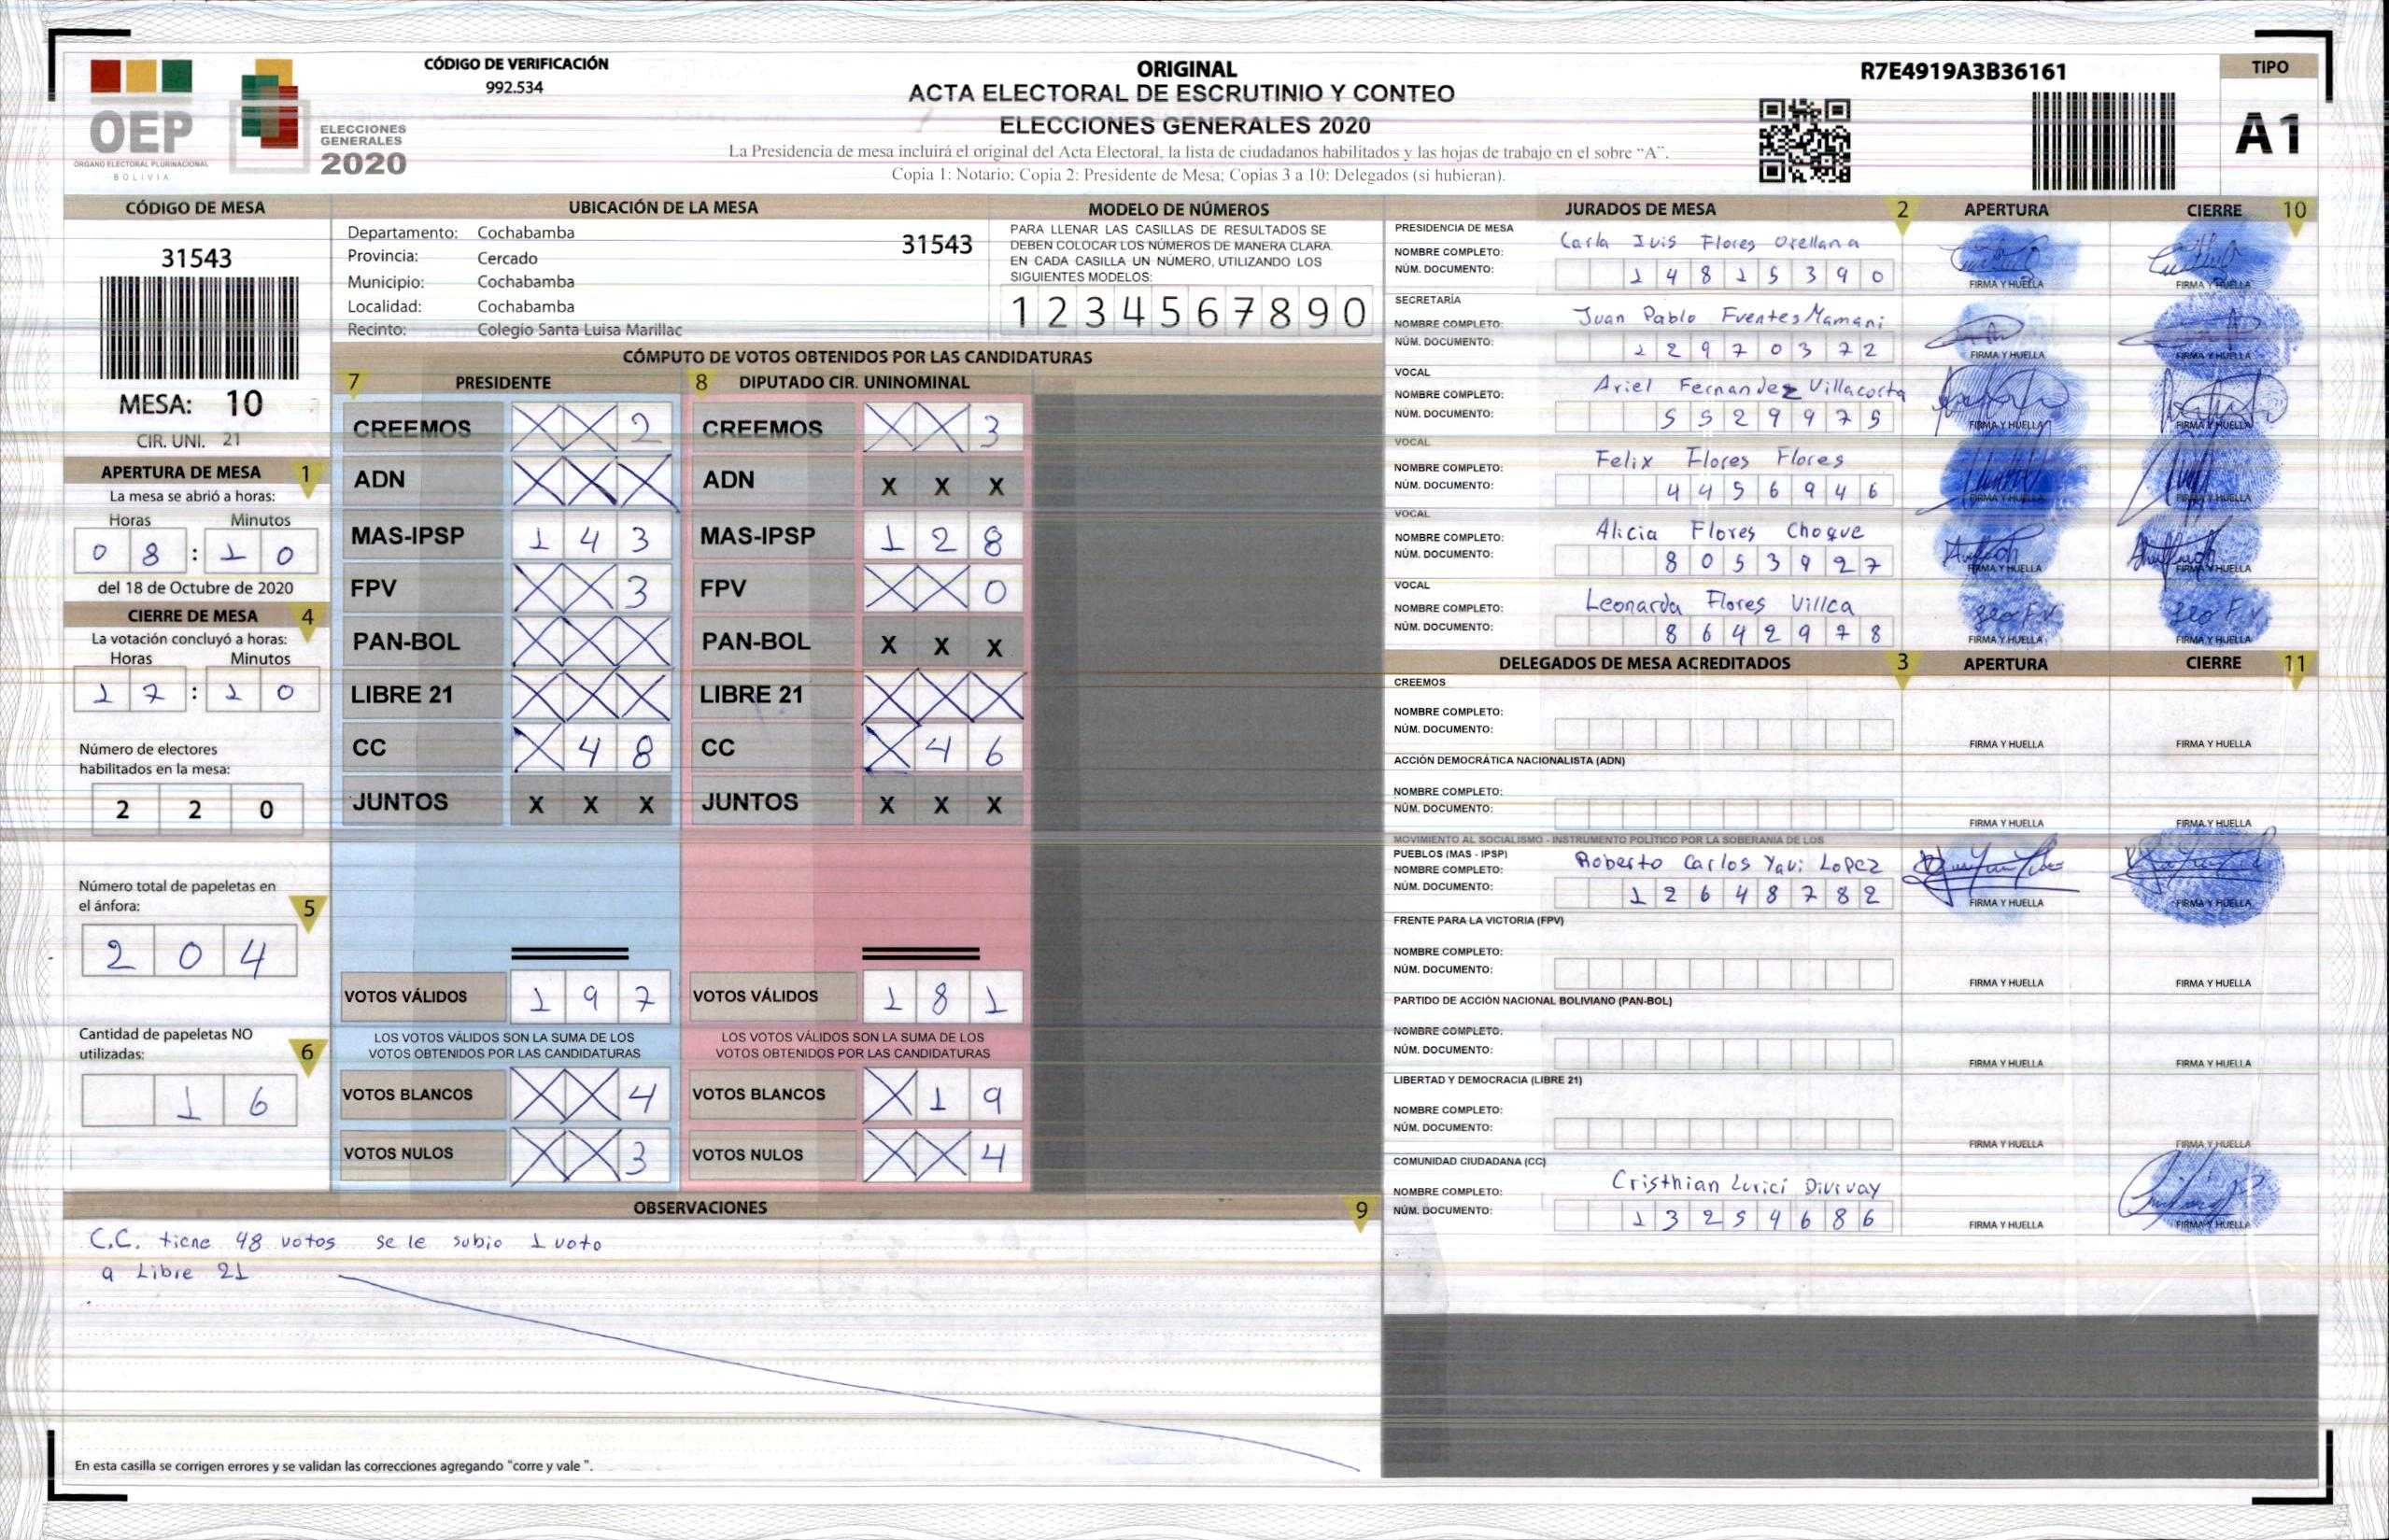 CÓDIGO DE VERIFICACIÓN
992.534
OEP
ÓRGANO ELECTORAL PLURINACIONAL
BOLIVIA
ELECCIONES
GENERALES
2020
ORIGINAL
ACTA ELECTORAL DE ESCRUTINIO Y CONTEO
ELECCIONES GENERALES 2020
La Presidencia de mesa incluirá el original del Acta Electoral, la lista de ciudadanos habilitados y las hojas de trabajo en el sobre “A”.
Copia 1: Notario; Copia 2: Presidente de Mesa; Copias 3 a 10: Delegados (si hubieran).
R7E4919A3B36161
TIPO
A1
CÓDIGO DE MESA
31543
MESA: 10
CIR. UNI. 21
APERTURA DE MESA 1
La mesa se abrió a horas:
Horas Minutos
0 8 : 1 0
del 18 de Octubre de 2020
CIERRE DE MESA 4
La votación concluyó a horas:
Horas Minutos
1 7 : 1 0
Número de electores
habilitados en la mesa:
2 2 0
Número total de papeletas en
el ánfora: 5
2 0 4
Cantidad de papeletas NO
utilizadas: 6
1 6
UBICACIÓN DE LA MESA
Departamento: Cochabamba
31543
Provincia: Cercado
Municipio: Cochabamba
Localidad: Cochabamba
Recinto: Colegio Santa Luisa Marillac
MODELO DE NÚMEROS
PARA LLENAR LAS CASILLAS DE RESULTADOS SE
DEBEN COLOCAR LOS NÚMEROS DE MANERA CLARA.
EN CADA CASILLA UN NÚMERO, UTILIZANDO LOS
SIGUIENTES MODELOS:
1 2 3 4 5 6 7 8 9 0
CÓMPUTO DE VOTOS OBTENIDOS POR LAS CANDIDATURAS
7 PRESIDENTE 8 DIPUTADO CIR. UNINOMINAL
CREEMOS X X 2 CREEMOS X X 3
ADN X X X ADN X X X
MAS-IPSP 1 4 3 MAS-IPSP 1 2 8
FPV X X 3 FPV X X 0
PAN-BOL X X X PAN-BOL X X X
LIBRE 21 X X X LIBRE 21 X X X
CC X 4 8 CC X 4 6
JUNTOS X X X JUNTOS X X X
VOTOS VÁLIDOS 1 9 7 VOTOS VÁLIDOS 1 8 1
LOS VOTOS VÁLIDOS SON LA SUMA DE LOS LOS VOTOS VÁLIDOS SON LA SUMA DE LOS
VOTOS OBTENIDOS POR LAS CANDIDATURAS VOTOS OBTENIDOS POR LAS CANDIDATURAS
VOTOS BLANCOS X X 4 VOTOS BLANCOS X 1 9
VOTOS NULOS X X 3 VOTOS NULOS X X 4
OBSERVACIONES 9
C.C. tiene 48 votos se le subio 1 voto
a Libre 21
En esta casilla se corrigen errores y se validan las correcciones agregando "corre y vale ".
JURADOS DE MESA 2 APERTURA CIERRE 10
PRESIDENCIA DE MESA
NOMBRE COMPLETO: Carla Ivis Flores Orellana
NÚM. DOCUMENTO: 1 4 8 1 5 3 9 0
FIRMA Y HUELLA FIRMA Y HUELLA
SECRETARÍA
NOMBRE COMPLETO: Juan Pablo Fuentes Mamani
NÚM. DOCUMENTO: 1 2 9 7 0 3 7 2
FIRMA Y HUELLA FIRMA Y HUELLA
VOCAL
NOMBRE COMPLETO: Ariel Fernandez Villacorta
NÚM. DOCUMENTO: 5 5 2 9 9 7 5
FIRMA Y HUELLA FIRMA Y HUELLA
VOCAL
NOMBRE COMPLETO: Felix Flores Flores
NÚM. DOCUMENTO: 4 4 5 6 9 4 6
FIRMA Y HUELLA FIRMA Y HUELLA
VOCAL
NOMBRE COMPLETO: Alicia Flores Choque
NÚM. DOCUMENTO: 8 0 5 3 9 2 7
FIRMA Y HUELLA FIRMA Y HUELLA
VOCAL
NOMBRE COMPLETO: Leonarda Flores Villca
NÚM. DOCUMENTO: 8 6 4 2 9 7 8
FIRMA Y HUELLA FIRMA Y HUELLA
DELEGADOS DE MESA ACREDITADOS 3 APERTURA CIERRE 11
CREEMOS
NOMBRE COMPLETO:
NÚM. DOCUMENTO:
FIRMA Y HUELLA FIRMA Y HUELLA
ACCIÓN DEMOCRÁTICA NACIONALISTA (ADN)
NOMBRE COMPLETO:
NÚM. DOCUMENTO:
FIRMA Y HUELLA FIRMA Y HUELLA
MOVIMIENTO AL SOCIALISMO - INSTRUMENTO POLÍTICO POR LA SOBERANIA DE LOS
PUEBLOS (MAS - IPSP)
NOMBRE COMPLETO: Roberto Carlos Yavi Lopez
NÚM. DOCUMENTO: 1 2 6 4 8 7 8 2
FIRMA Y HUELLA FIRMA Y HUELLA
FRENTE PARA LA VICTORIA (FPV)
NOMBRE COMPLETO:
NÚM. DOCUMENTO:
FIRMA Y HUELLA FIRMA Y HUELLA
PARTIDO DE ACCIÓN NACIONAL BOLIVIANO (PAN-BOL)
NOMBRE COMPLETO:
NÚM. DOCUMENTO:
FIRMA Y HUELLA FIRMA Y HUELLA
LIBERTAD Y DEMOCRACIA (LIBRE 21)
NOMBRE COMPLETO:
NÚM. DOCUMENTO:
FIRMA Y HUELLA FIRMA Y HUELLA
COMUNIDAD CIUDADANA (CC)
NOMBRE COMPLETO: Cristhian
NÚM. DOCUMENTO: 1 3 2 5 4 6 8 6
FIRMA Y HUELLA FIRMA Y HUELLA